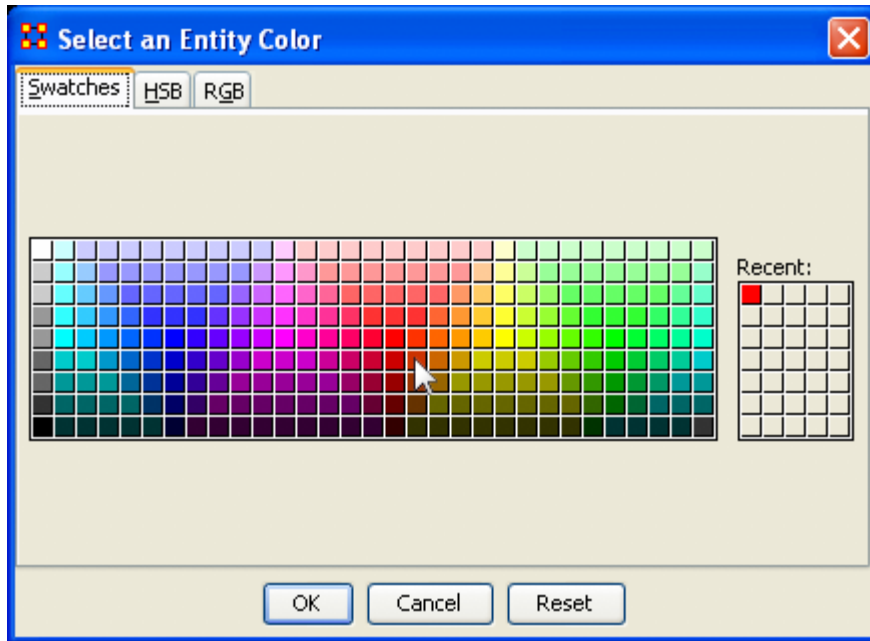 Select an Entity Color
Swatches HSB RGB
Recent:
OK Cancel Reset